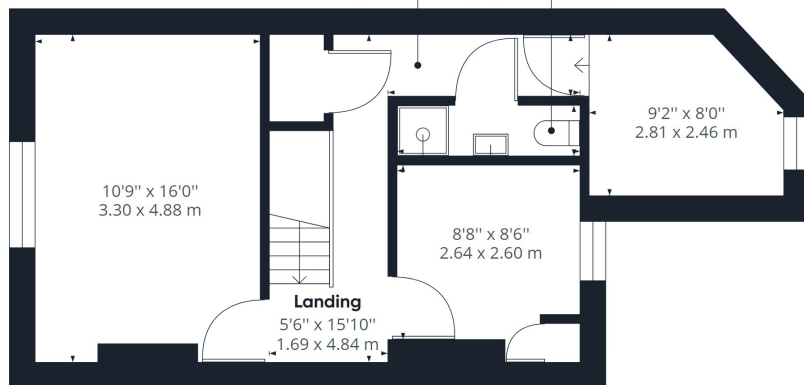 10'9'' x 16'0''
3.30 x 4.88 m
9'2'' x 8'0''
2.81 x 2.46 m
8'8'' x 8'6''
2.64 x 2.60 m
Landing
5'6'' x 15'10''
1.69 x 4.84 m